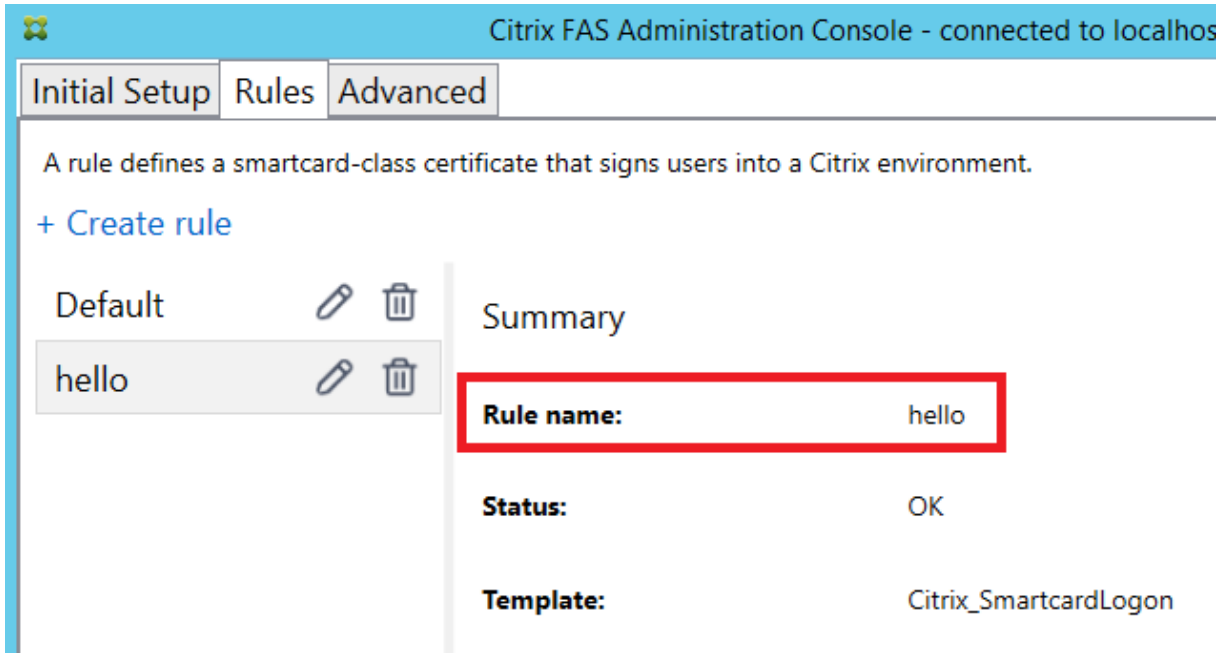 Citrix FAS Administration Console - connected to localhos
Initial Setup Rules Advanced
A rule defines a smartcard-class certificate that signs users into a Citrix environment.
+ Create rule
Default
hello
Summary
Rule name: hello
Status: OK
Template: Citrix_SmartcardLogon